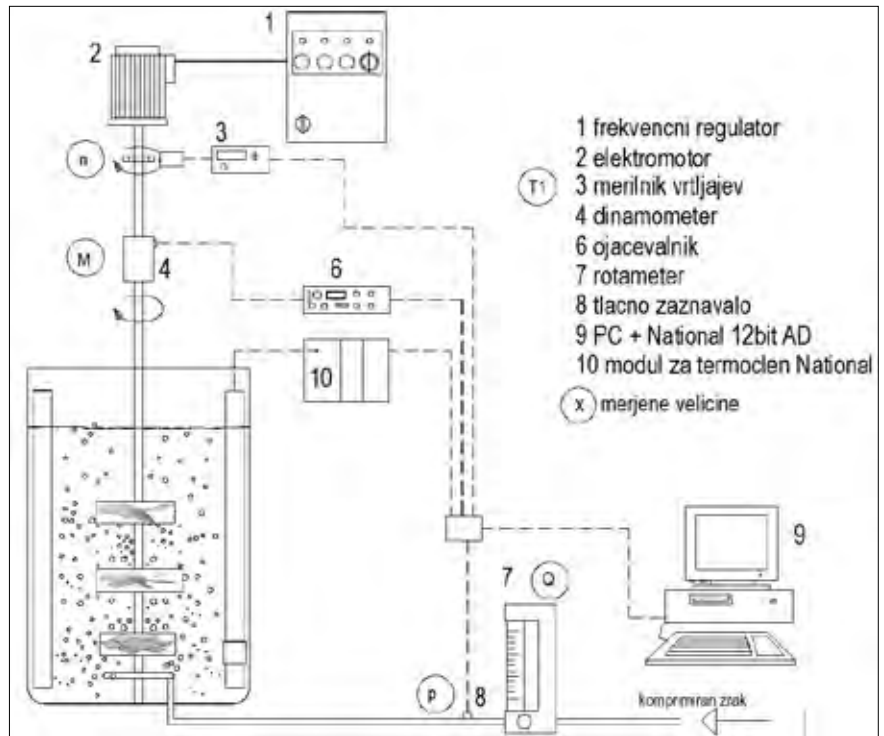 1
2
n
3
M
4
6
10
1 frekvencni regulator
2 elektromotor
T1
3 merilnik vrtljajev
4 dinamometer
6 ojacevalnik
7 rotameter
8 tlacno zaznavalo
9 PC + National 12bit AD
10 modul za termoclen National
x merjene velicine
9
7 Q
p 8
komprimiran zrak